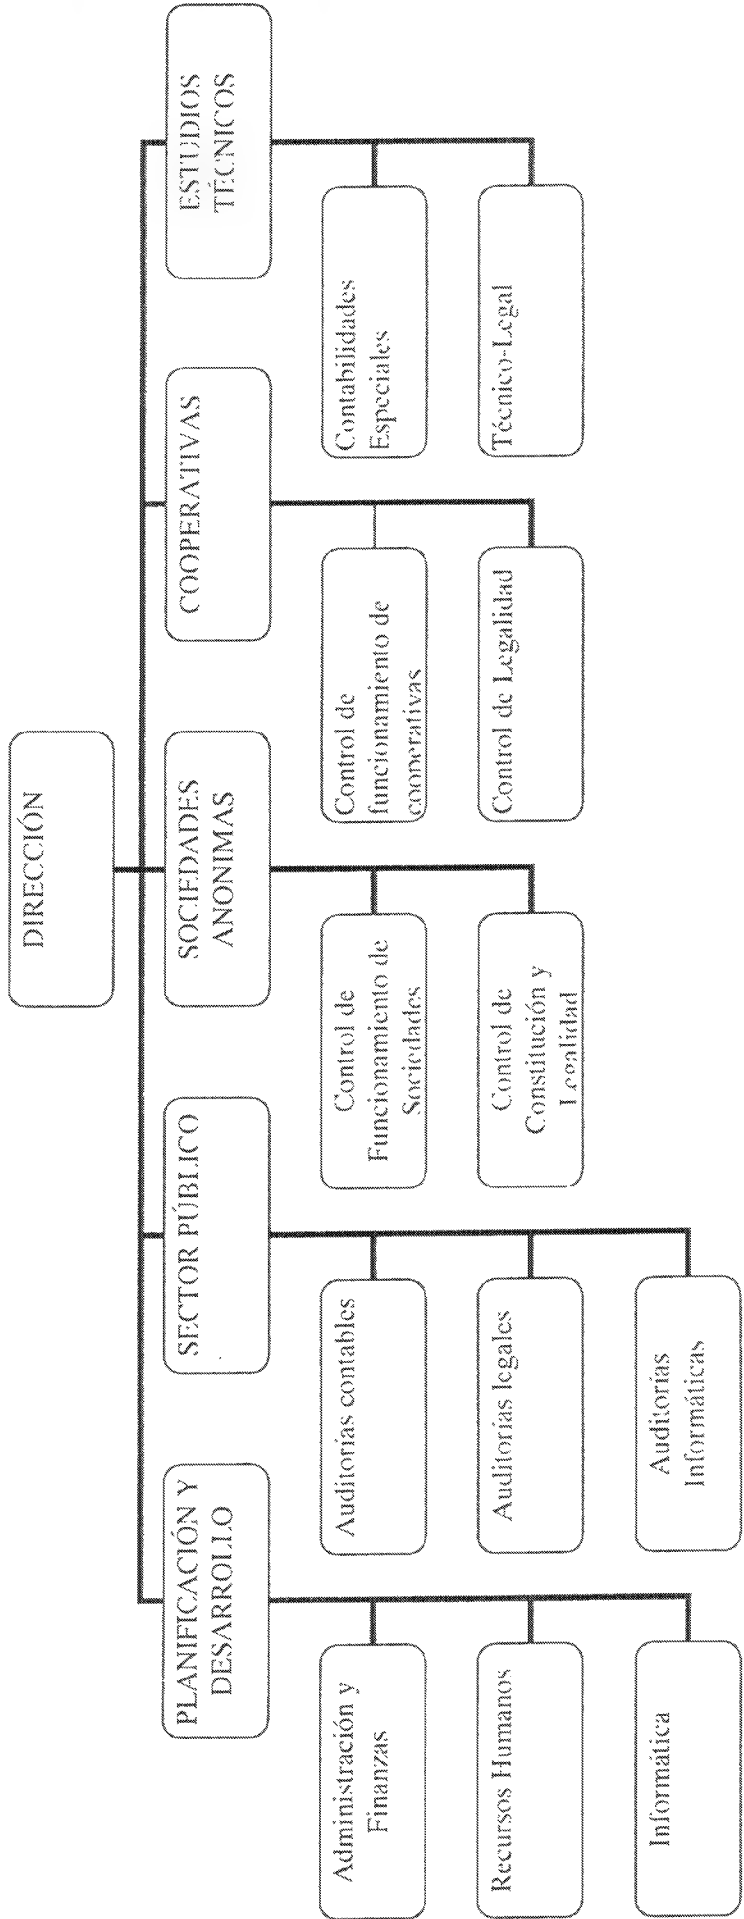 DIRECCIÓN
PLANIFICACIÓN Y
DESARROLLO
SECTOR PÚBLICO
SOCIEDADES
ANONIMAS
COOPERATIVAS
ESTUDIOS
TÉCNICOS
Administración y
Finanzas
Recursos Humanos
Informática
Auditorías contables
Auditorías legales
Auditorías
Informáticas
Control de
Funcionamiento de
Sociedades
Control de
Constitución y
Legalidad
Control de
funcionamiento de
cooperativas
Control de Legalidad
Contabilidades
Especiales
Técnico-Legal